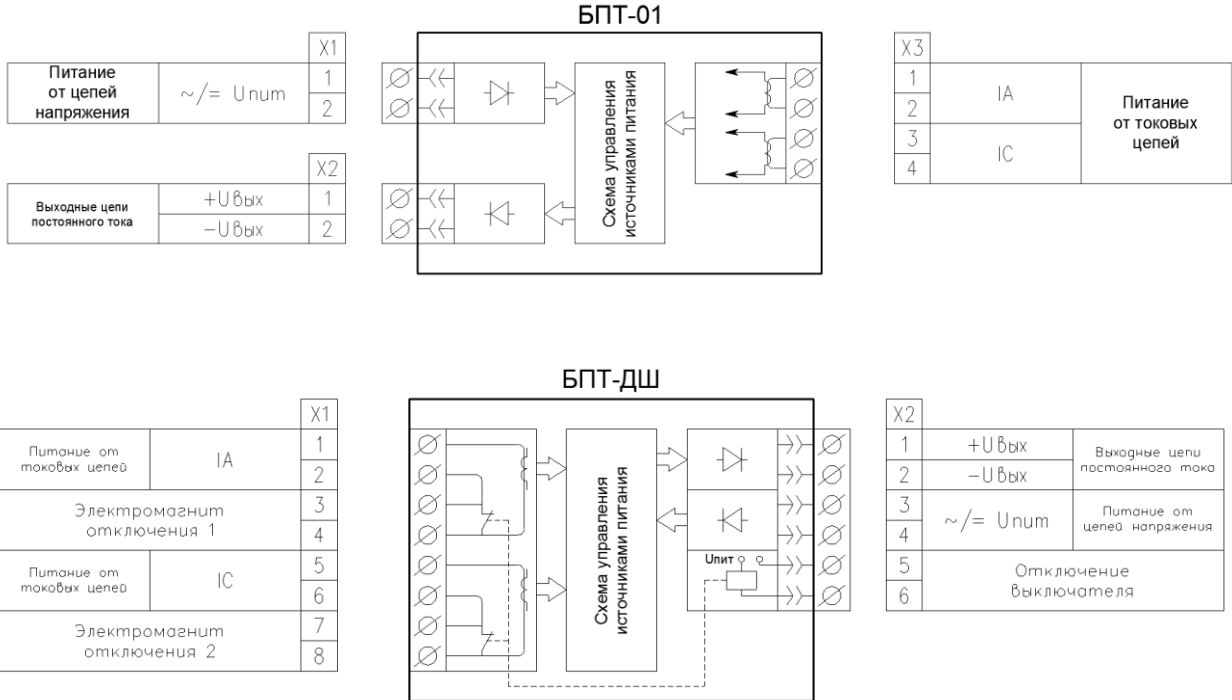 БПТ-01
X1
Питание
от цепей
напряжения
~/= Uпит
1
2
X2
Выходные цепи
постоянного тока
+Uвых
1
-Uвых
2
Схема управления
источниками питания
X3
1
2
3
4
IA
IC
Питание
от токовых
цепей
БПТ-ДШ
X1
Питание от
токовых цепей
IA
1
2
Электромагнит
отключения 1
3
4
Питание от
токовых цепей
IC
5
6
Электромагнит
отключения 2
7
8
Схема управления
источниками питания
Uпит
X2
1
+Uвых
2
-Uвых
Выходные цепи
постоянного тока
3
4
~/= Uпит
Питание от
цепей напряжения
5
6
Отключение
выключателя